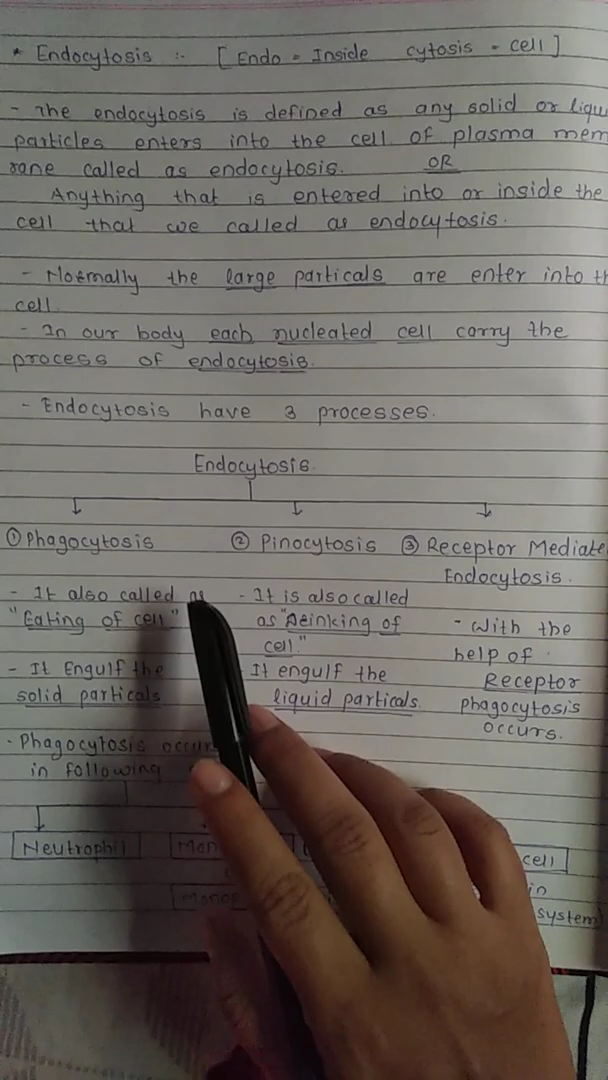 * Endocytosis :- [ Endo = Inside cytosis = cell ]
- The endocytosis is defined as any solid or liqu
particles enters into the cell of plasma mem
rane called as endocytosis. OR
Anything that is entered into or inside the
cell that we called as endocytosis.
- Normally the large particals are enter into th
cell.
- In our body each nucleated cell carry the
process of endocytosis.
- Endocytosis have 3 processes.
Endocytosis
① Phagocytosis ② Pinocytosis ③ Receptor Mediate
Endocytosis.
- It also called as
"Eating of cell"
- It Engulf the
solid particals
- Phagocytosis occur
in following
- It is also called
as "Drinking of
cell."
It engulf the
liquid particals.
- With the
help of
Receptor
phagocytosis
occurs.
Neutrophil
Mon
cell
in
system